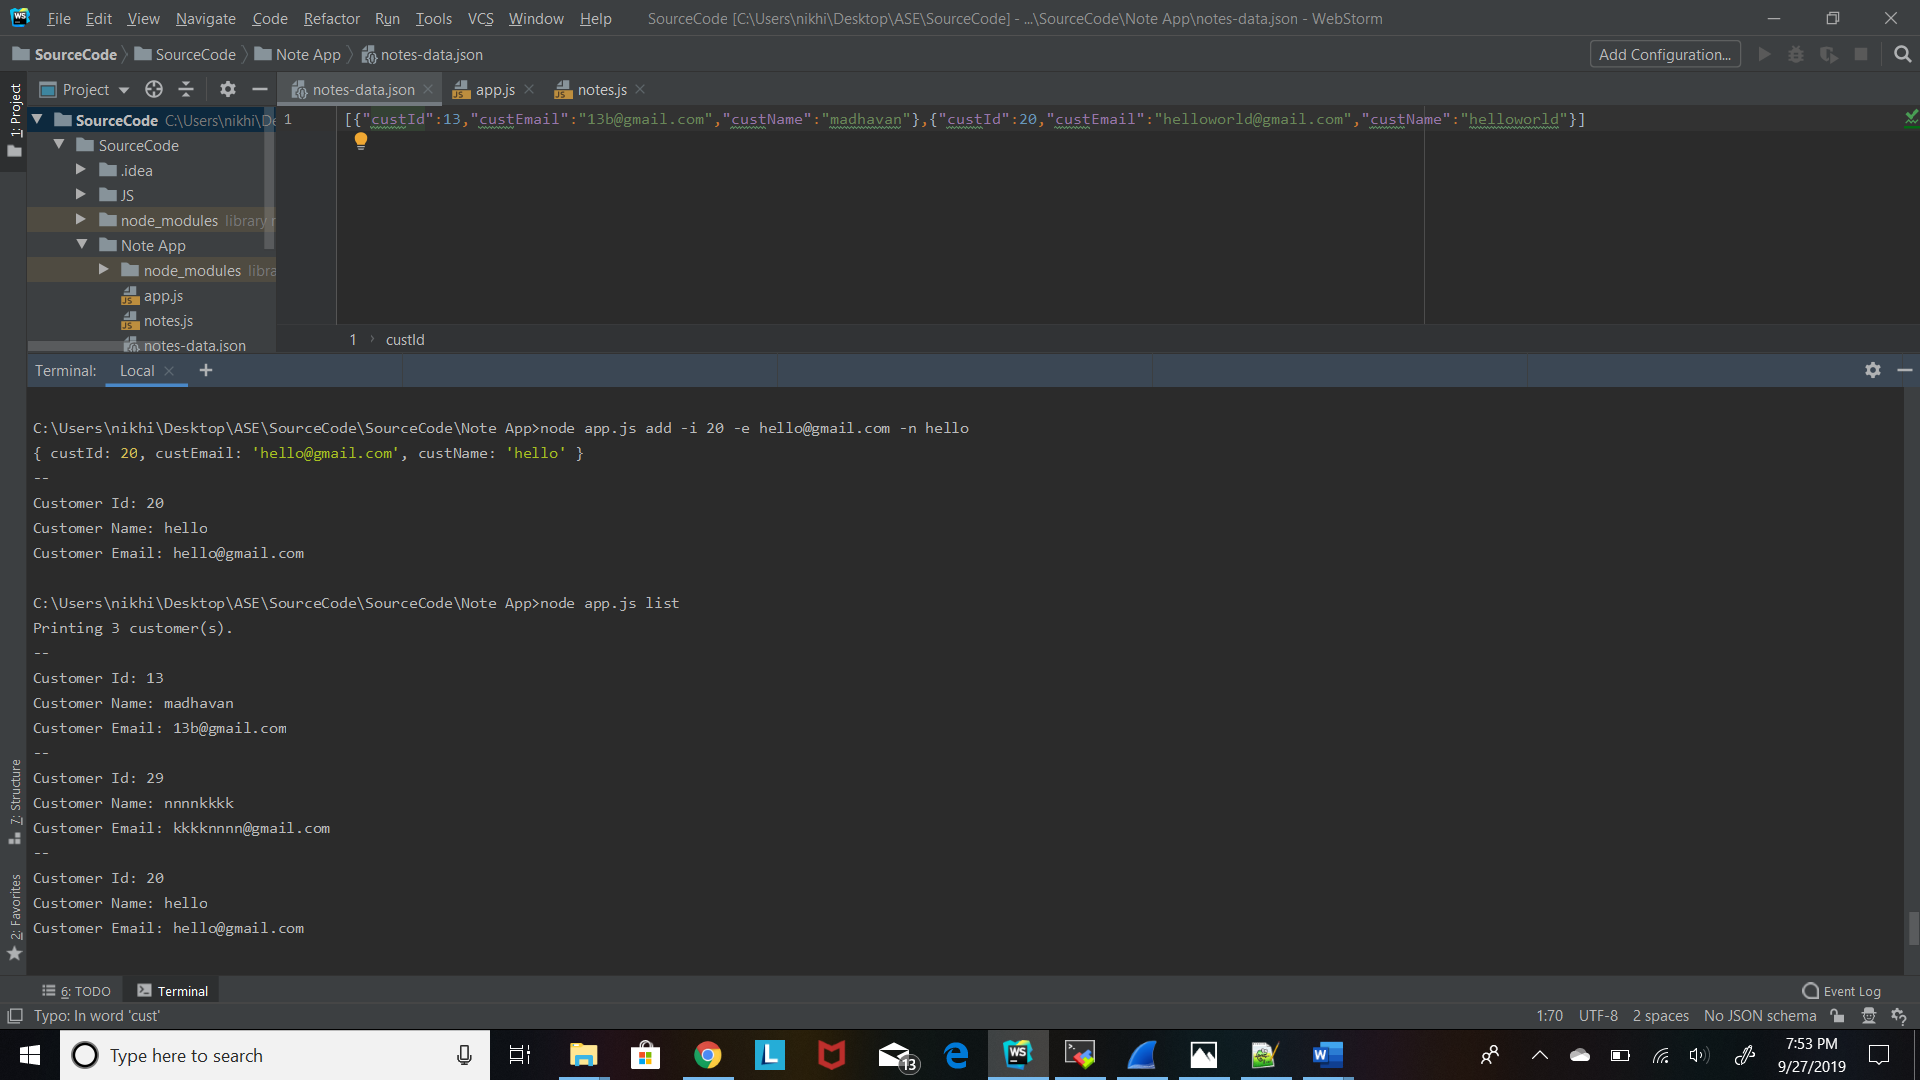 File Edit View Navigate Code Refactor Run Tools VCS Window Help SourceCode [C:\Users\nikhi\Desktop\ASE\SourceCode] - ...\SourceCode\Note App\notes-data.json - WebStorm
SourceCode SourceCode Note App notes-data.json Add Configuration...
1: Project
Project notes-data.json app.js notes.js
SourceCode C:\Users\nikhi\De
SourceCode
.idea
JS
node_modules library r
Note App
node_modules libra
app.js
notes.js
notes-data.json
1 [{"custId":13,"custEmail":"13b@gmail.com","custName":"madhavan"},{"custId":20,"custEmail":"helloworld@gmail.com","custName":"helloworld"}]
1 › custId
Terminal: Local
C:\Users\nikhi\Desktop\ASE\SourceCode\SourceCode\Note App>node app.js add -i 20 -e hello@gmail.com -n hello
{ custId: 20, custEmail: 'hello@gmail.com', custName: 'hello' }
--
Customer Id: 20
Customer Name: hello
Customer Email: hello@gmail.com
C:\Users\nikhi\Desktop\ASE\SourceCode\SourceCode\Note App>node app.js list
Printing 3 customer(s).
--
Customer Id: 13
Customer Name: madhavan
Customer Email: 13b@gmail.com
--
Customer Id: 29
Customer Name: nnnnkkkk
Customer Email: kkkknnnn@gmail.com
--
Customer Id: 20
Customer Name: hello
Customer Email: hello@gmail.com
7: Structure
2: Favorites
6: TODO Terminal Event Log
Typo: In word 'cust' 1:70 UTF-8 2 spaces No JSON schema
Type here to search
L
13
WS
W
7:53 PM
9/27/2019